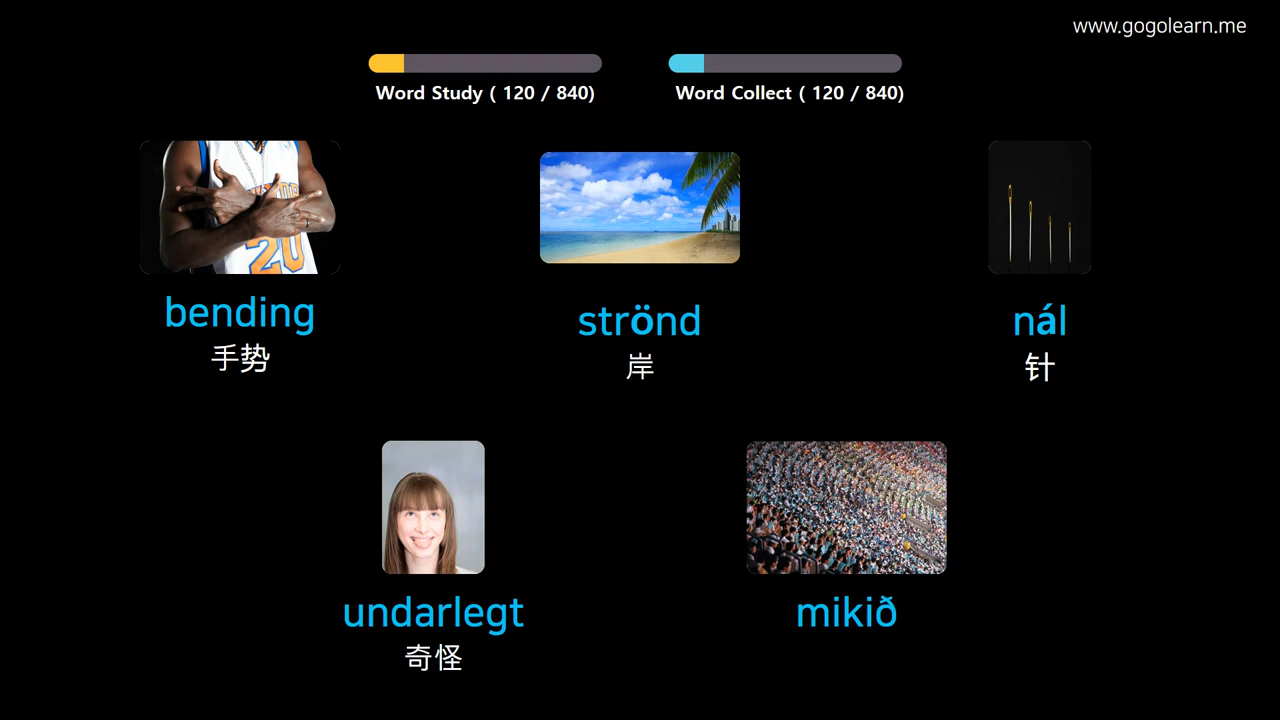 www.gogolearn.me
Word Study ( 120 / 840)
Word Collect ( 120 / 840)
20
bending
手势
strönd
岸
nál
针
undarlegt
奇怪
mikið